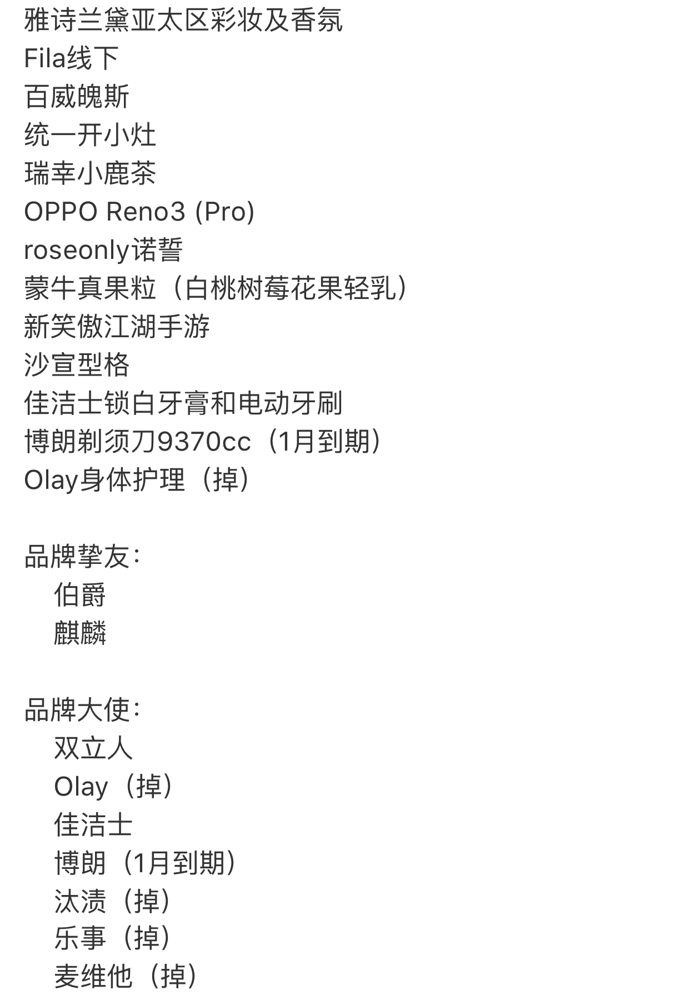 雅诗兰黛亚太区彩妆及香氛
Fila线下
百威魄斯
统一开小灶
瑞幸小鹿茶
OPPO Reno3 (Pro)
roseonly诺誓
蒙牛真果粒（白桃树莓花果轻乳）
新笑傲江湖手游
沙宣型格
佳洁士锁白牙膏和电动牙刷
博朗剃须刀9370cc（1月到期）
Olay身体护理（掉）
品牌挚友：
伯爵
麒麟
品牌大使：
双立人
Olay（掉）
佳洁士
博朗（1月到期）
汰渍（掉）
乐事（掉）
麦维他（掉）